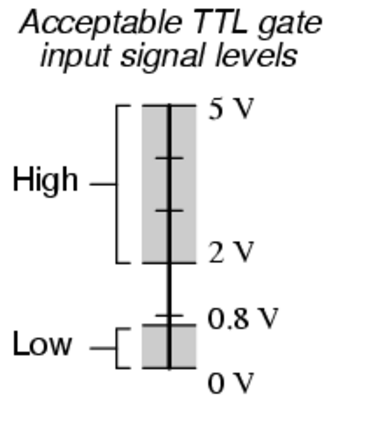 Acceptable TTL gate
input signal levels
5 V
High
2 V
0.8 V
Low
0 V